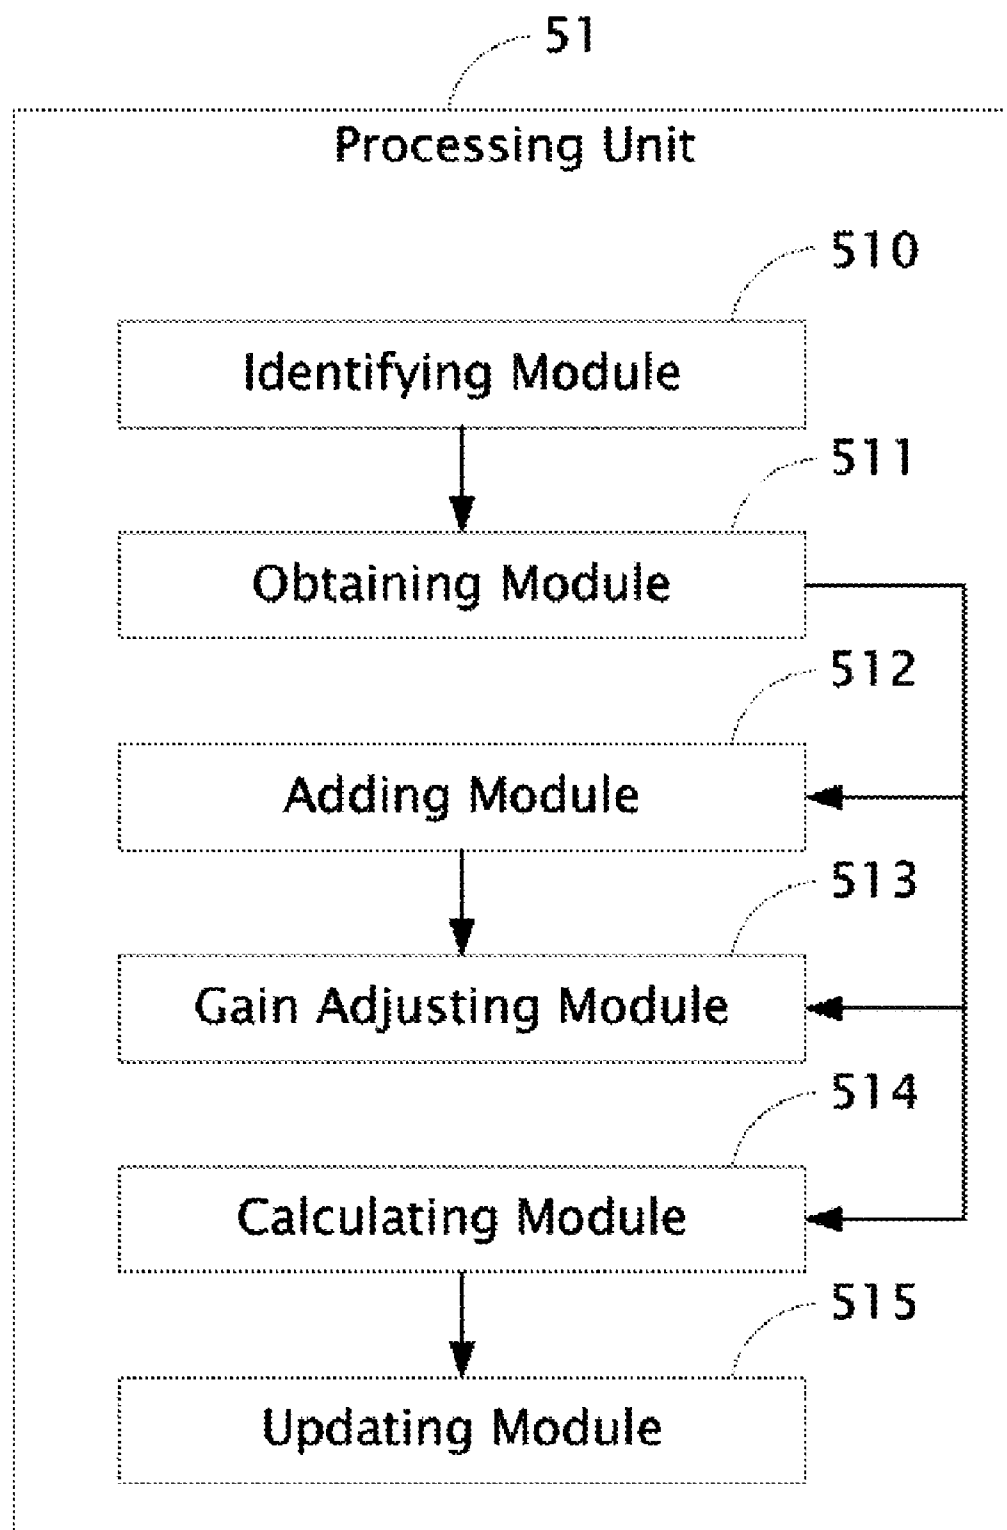 51
Processing Unit
510
Identifying Module
511
Obtaining Module
512
Adding Module
513
Gain Adjusting Module
514
Calculating Module
515
Updating Module